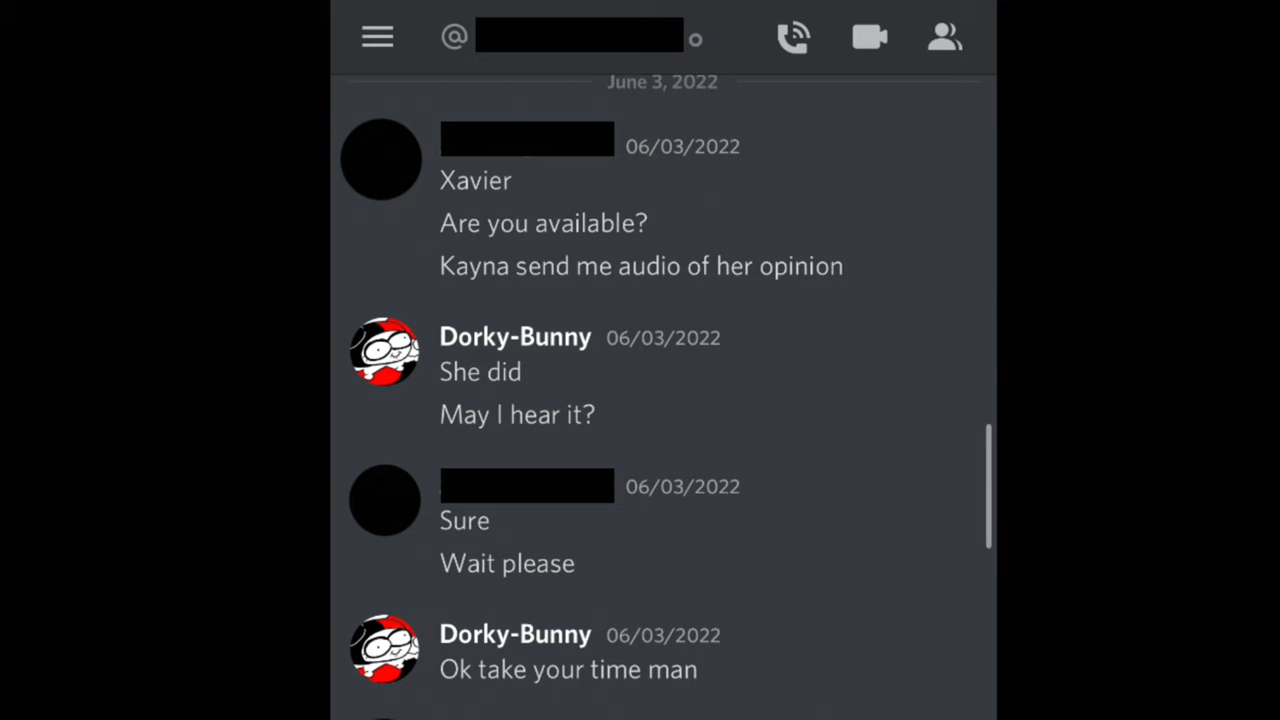 @
June 3, 2022
06/03/2022
Xavier
Are you available?
Kayna send me audio of her opinion
Dorky-Bunny 06/03/2022
She did
May I hear it?
06/03/2022
Sure
Wait please
Dorky-Bunny 06/03/2022
Ok take your time man